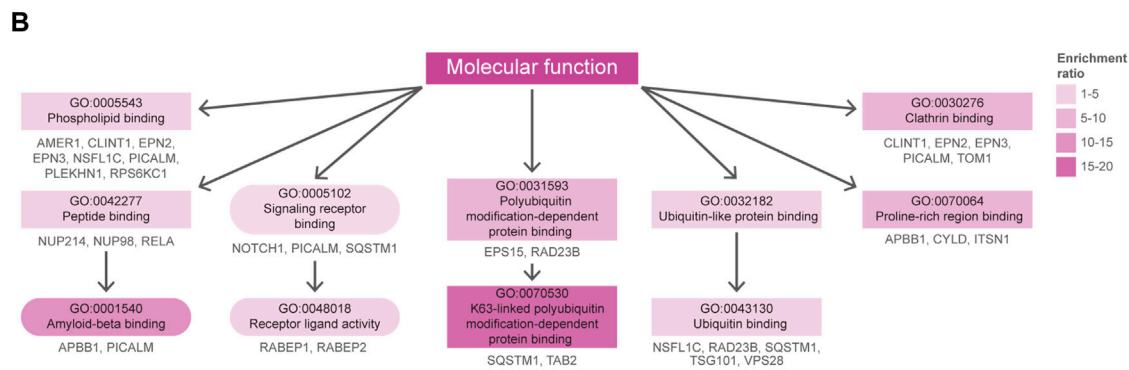 B
Molecular function
Enrichment
ratio
1-5
5-10
10-15
15-20
GO:0005543
Phospholipid binding
AMER1, CLINT1, EPN2,
EPN3, NSFL1C, PICALM,
PLEKHN1, RPS6KC1
GO:0030276
Clathrin binding
CLINT1, EPN2, EPN3,
PICALM, TOM1
GO:0042277
Peptide binding
NUP214, NUP98, RELA
GO:0005102
Signaling receptor
binding
NOTCH1, PICALM, SQSTM1
GO:0031593
Polyubiquitin
modification-dependent
protein binding
EPS15, RAD23B
GO:0032182
Ubiquitin-like protein binding
GO:0070064
Proline-rich region binding
APBB1, CYLD, ITSN1
GO:0001540
Amyloid-beta binding
APBB1, PICALM
GO:0048018
Receptor ligand activity
RABEP1, RABEP2
GO:0070530
K63-linked polyubiquitin
modification-dependent
protein binding
SQSTM1, TAB2
GO:0043130
Ubiquitin binding
NSFL1C, RAD23B, SQSTM1,
TSG101, VPS28